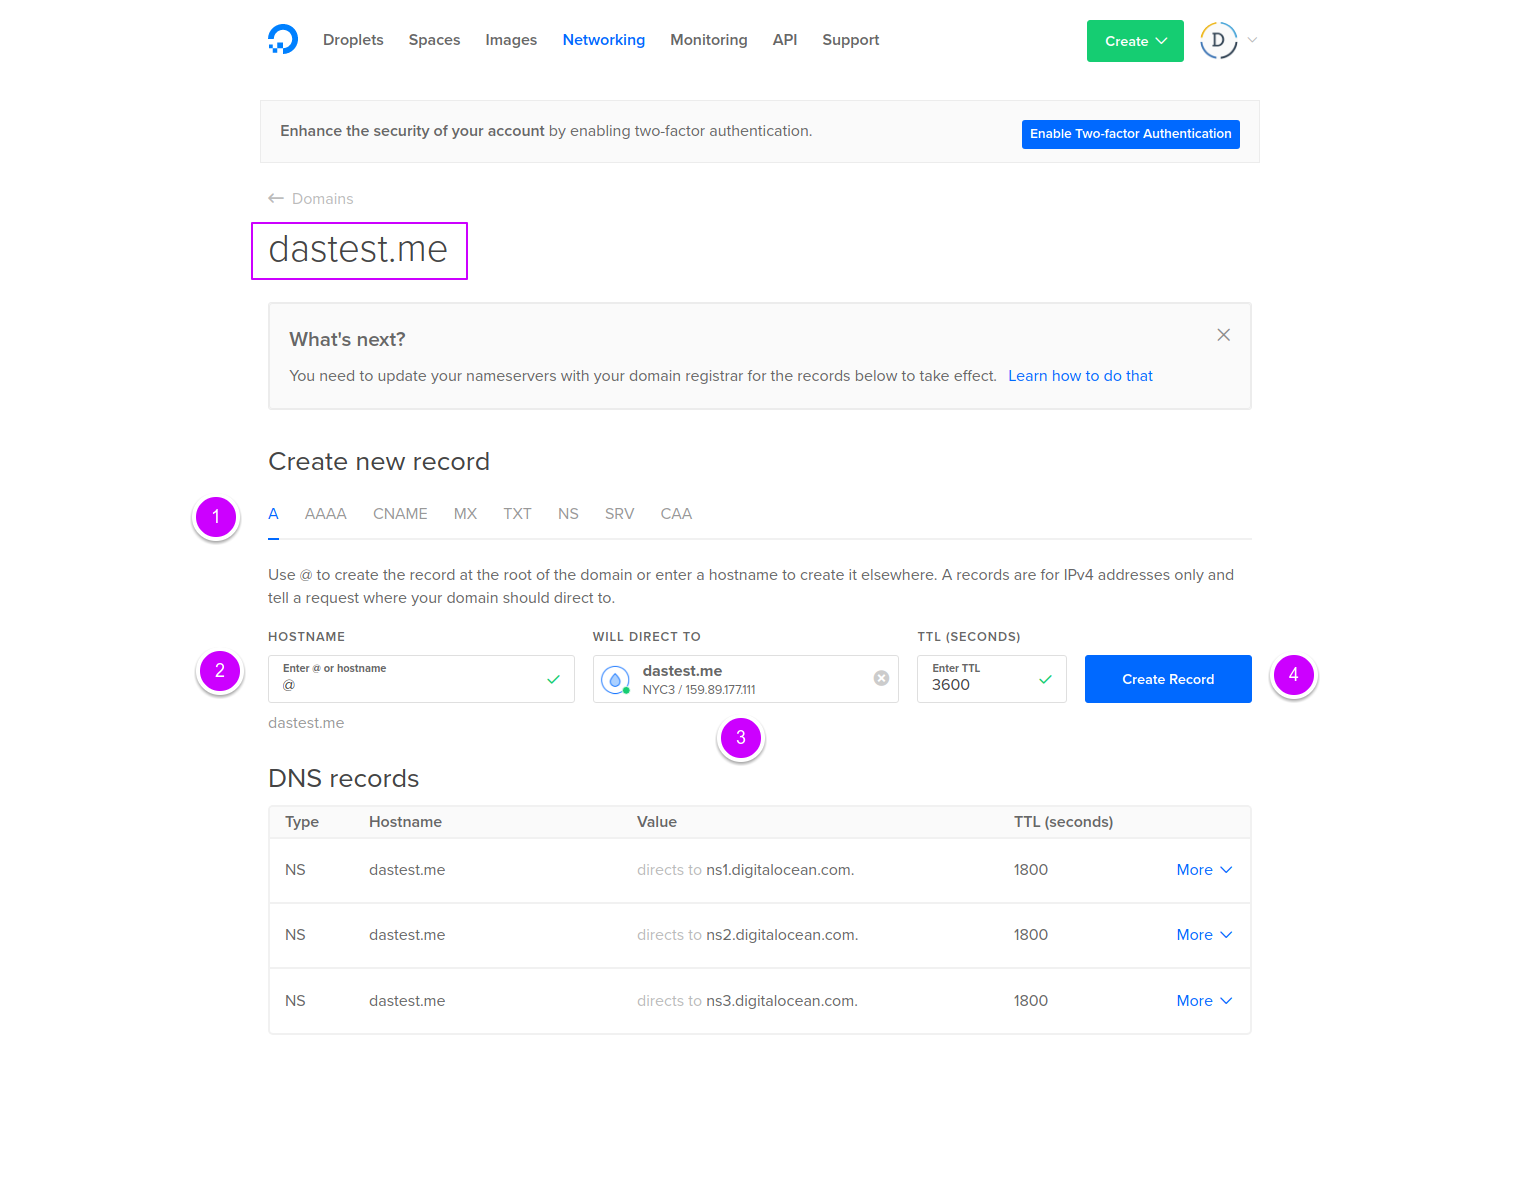 Droplets Spaces Images Networking Monitoring API Support Create D
Enhance the security of your account by enabling two-factor authentication. Enable Two-factor Authentication
← Domains
dastest.me
What's next?
You need to update your nameservers with your domain registrar for the records below to take effect. Learn how to do that
Create new record
1 A AAAA CNAME MX TXT NS SRV CAA
Use @ to create the record at the root of the domain or enter a hostname to create it elsewhere. A records are for IPv4 addresses only and
tell a request where your domain should direct to.
HOSTNAME WILL DIRECT TO TTL (SECONDS)
Enter @ or hostname dastest.me Enter TTL
2 @ NYC3 / 159.89.177.111 3600 Create Record 4
dastest.me
3
DNS records
Type Hostname Value TTL (seconds)
NS dastest.me directs to ns1.digitalocean.com. 1800 More
NS dastest.me directs to ns2.digitalocean.com. 1800 More
NS dastest.me directs to ns3.digitalocean.com. 1800 More